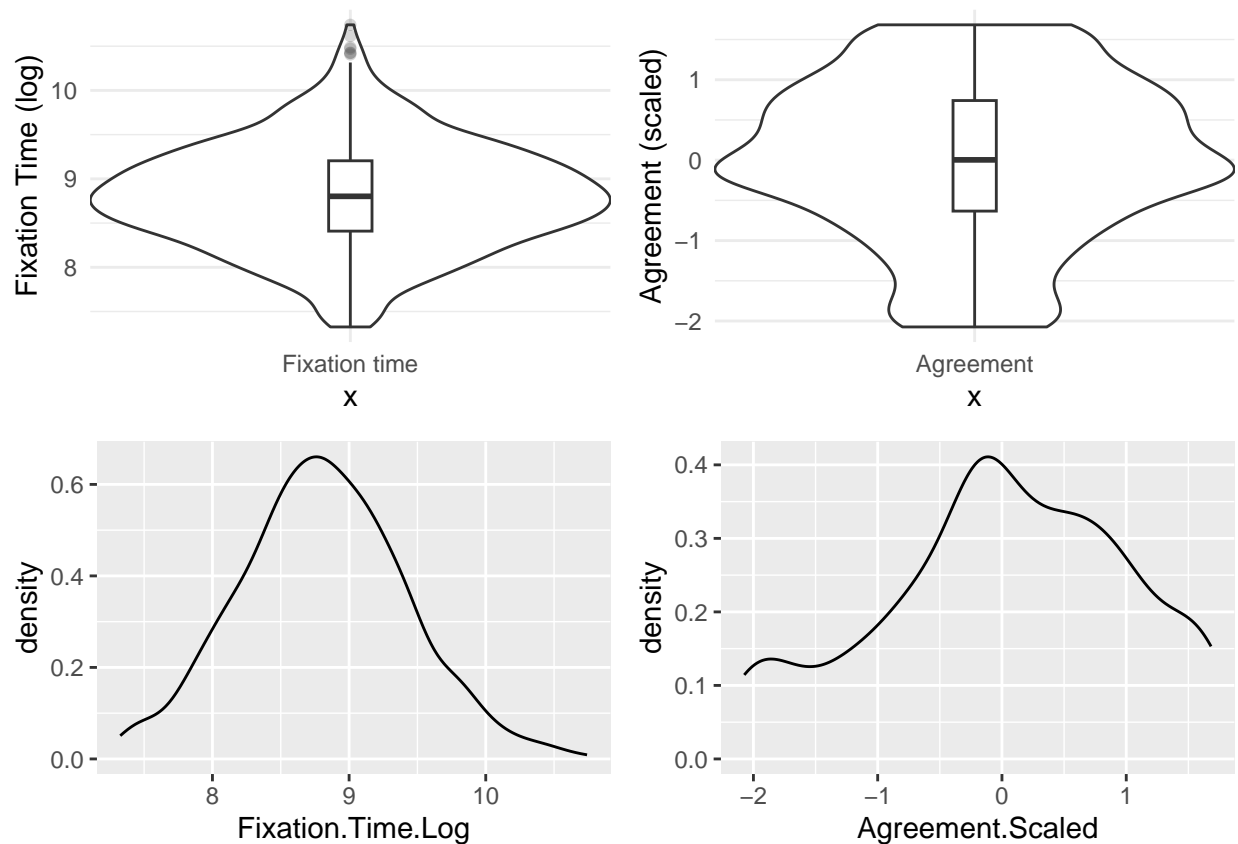 Fixation Time (log)
10
9
8
Fixation time
x
Agreement (scaled)
1
0
−1
−2
Agreement
x
density
0.6
0.4
0.2
0.0
8 9 10
Fixation.Time.Log
density
0.4
0.3
0.2
0.1
0.0
−2 −1 0 1
Agreement.Scaled